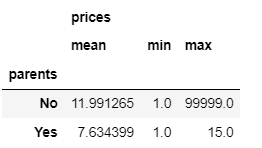 prices
mean min max
parents
No 11.991265 1.0 99999.0
Yes 7.634399 1.0 15.0